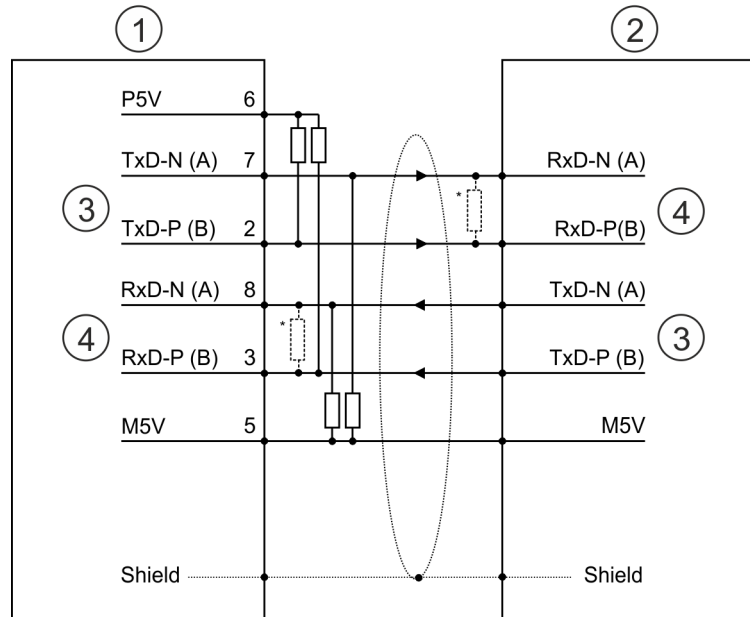 1 2
P5V 6
TxD-N (A) 7 RxD-N (A)
* 
3 4
TxD-P (B) 2 RxD-P(B)
RxD-N (A) 8 TxD-N (A)
*
4 3
RxD-P (B) 3 TxD-P (B)
M5V 5 M5V
Shield Shield